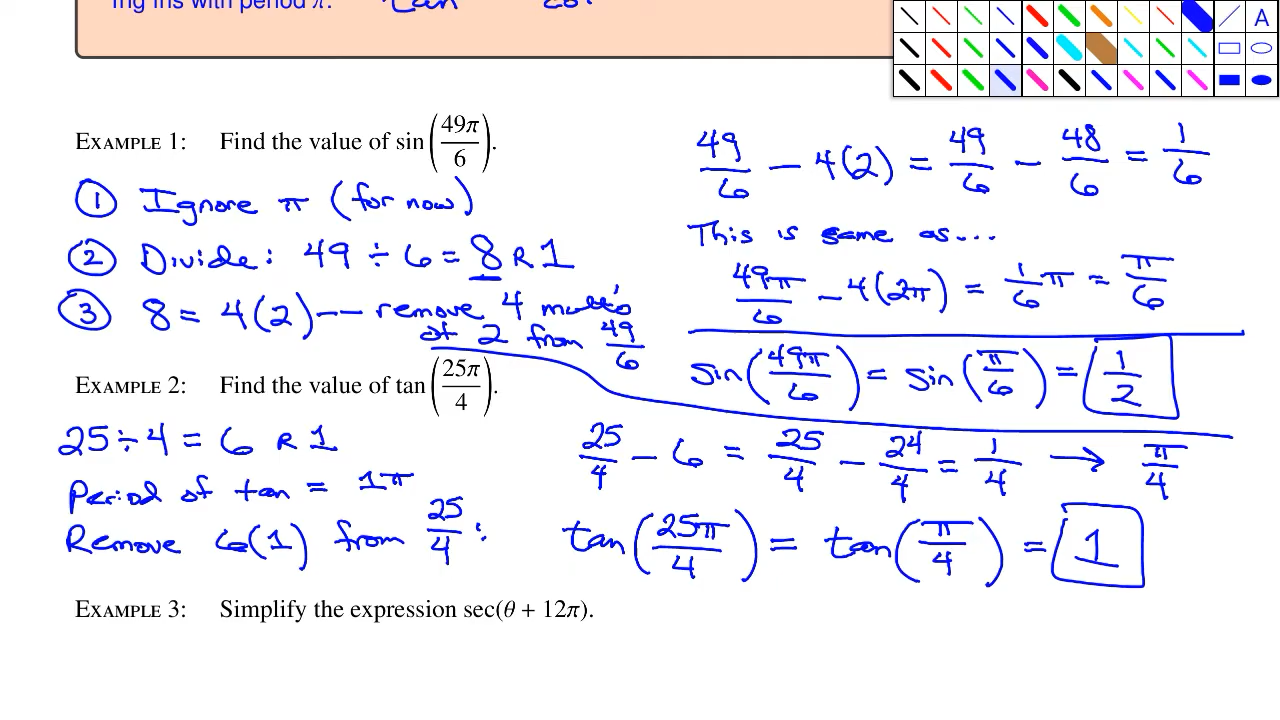 Trig fns with period π: tan cot
A
EXAMPLE 1: Find the value of sin(49π/6).
① Ignore π (for now)
② Divide: 49 ÷ 6 = 8 R 1
③ 8 = 4(2) -- remove 4 mult's
of 2 from 49/6
49/6 - 4(2) = 49/6 - 48/6 = 1/6
This is same as...
49π/6 - 4(2π) = 1/6 π = π/6
sin(49π/6) = sin(π/6) = 1/2
EXAMPLE 2: Find the value of tan(25π/4).
25 ÷ 4 = 6 R 1
Period of tan = 1π
Remove 6(1) from 25/4 :
25/4 - 6 = 25/4 - 24/4 = 1/4 → π/4
tan(25π/4) = tan(π/4) = 1
EXAMPLE 3: Simplify the expression sec(θ + 12π).